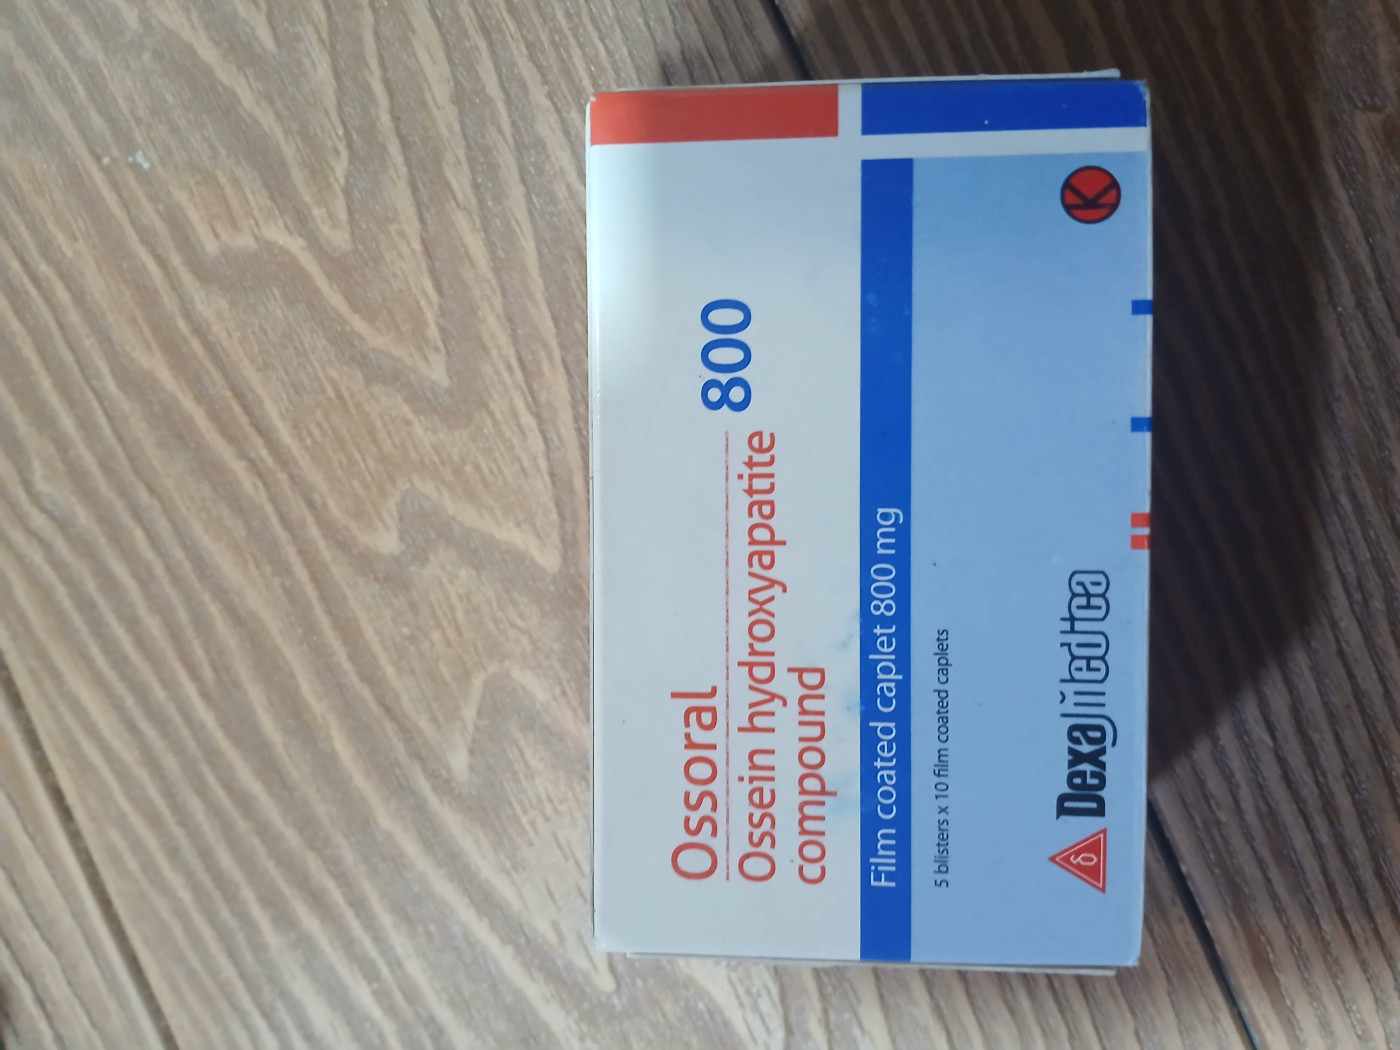 Ossoral
800
Ossein hydroxyapatite
compound
Film coated caplet 800 mg
5 blisters x 10 film coated caplets
δ Dexa Medica
K